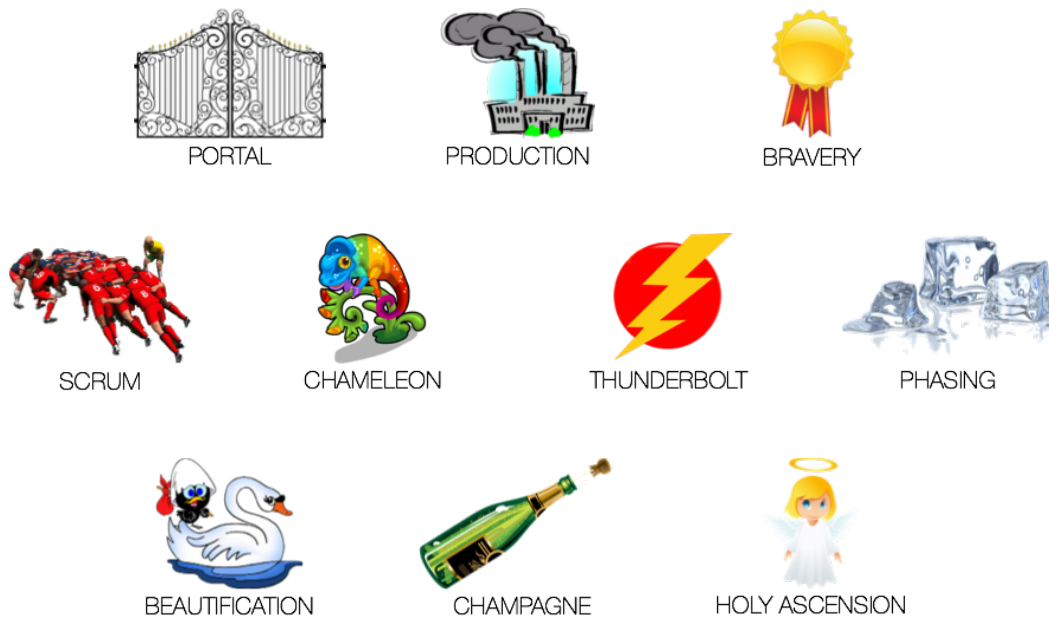 PORTAL
PRODUCTION
BRAVERY
SCRUM
CHAMELEON
THUNDERBOLT
PHASING
BEAUTIFICATION
CHAMPAGNE
HOLY ASCENSION